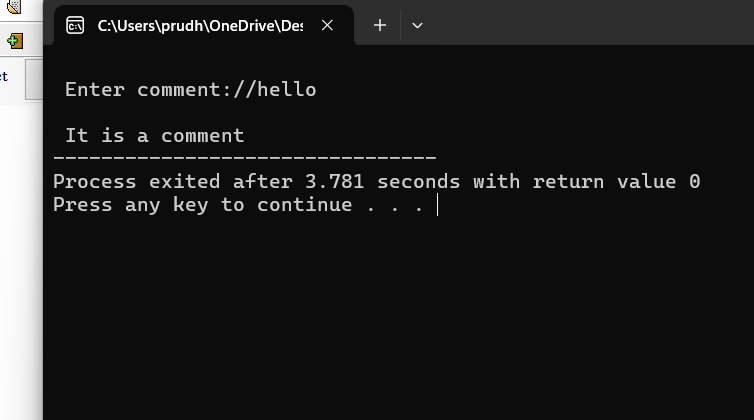 C:\Users\prudh\OneDrive\Des
ct
Enter comment://hello
It is a comment
--------------------------------
Process exited after 3.781 seconds with return value 0
Press any key to continue . . .